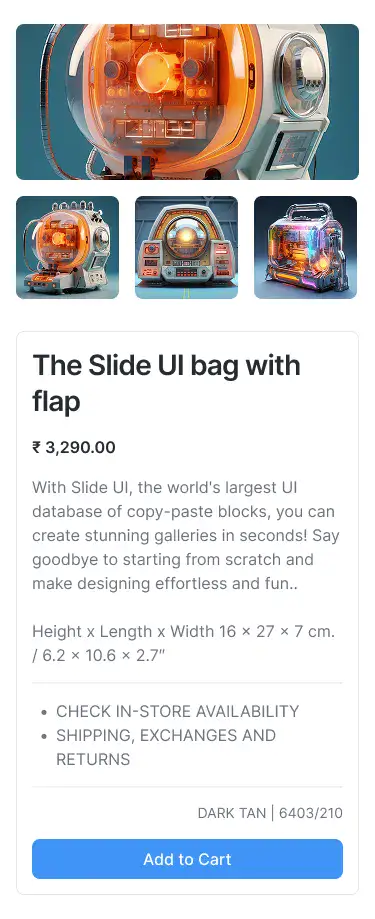 The Slide UI bag with
flap
₹ 3,290.00
With Slide UI, the world's largest UI
database of copy-paste blocks, you can
create stunning galleries in seconds! Say
goodbye to starting from scratch and
make designing effortless and fun..
Height x Length x Width 16 × 27 × 7 cm.
/ 6.2 × 10.6 × 2.7″
• CHECK IN-STORE AVAILABILITY
• SHIPPING, EXCHANGES AND
RETURNS
DARK TAN | 6403/210
Add to Cart